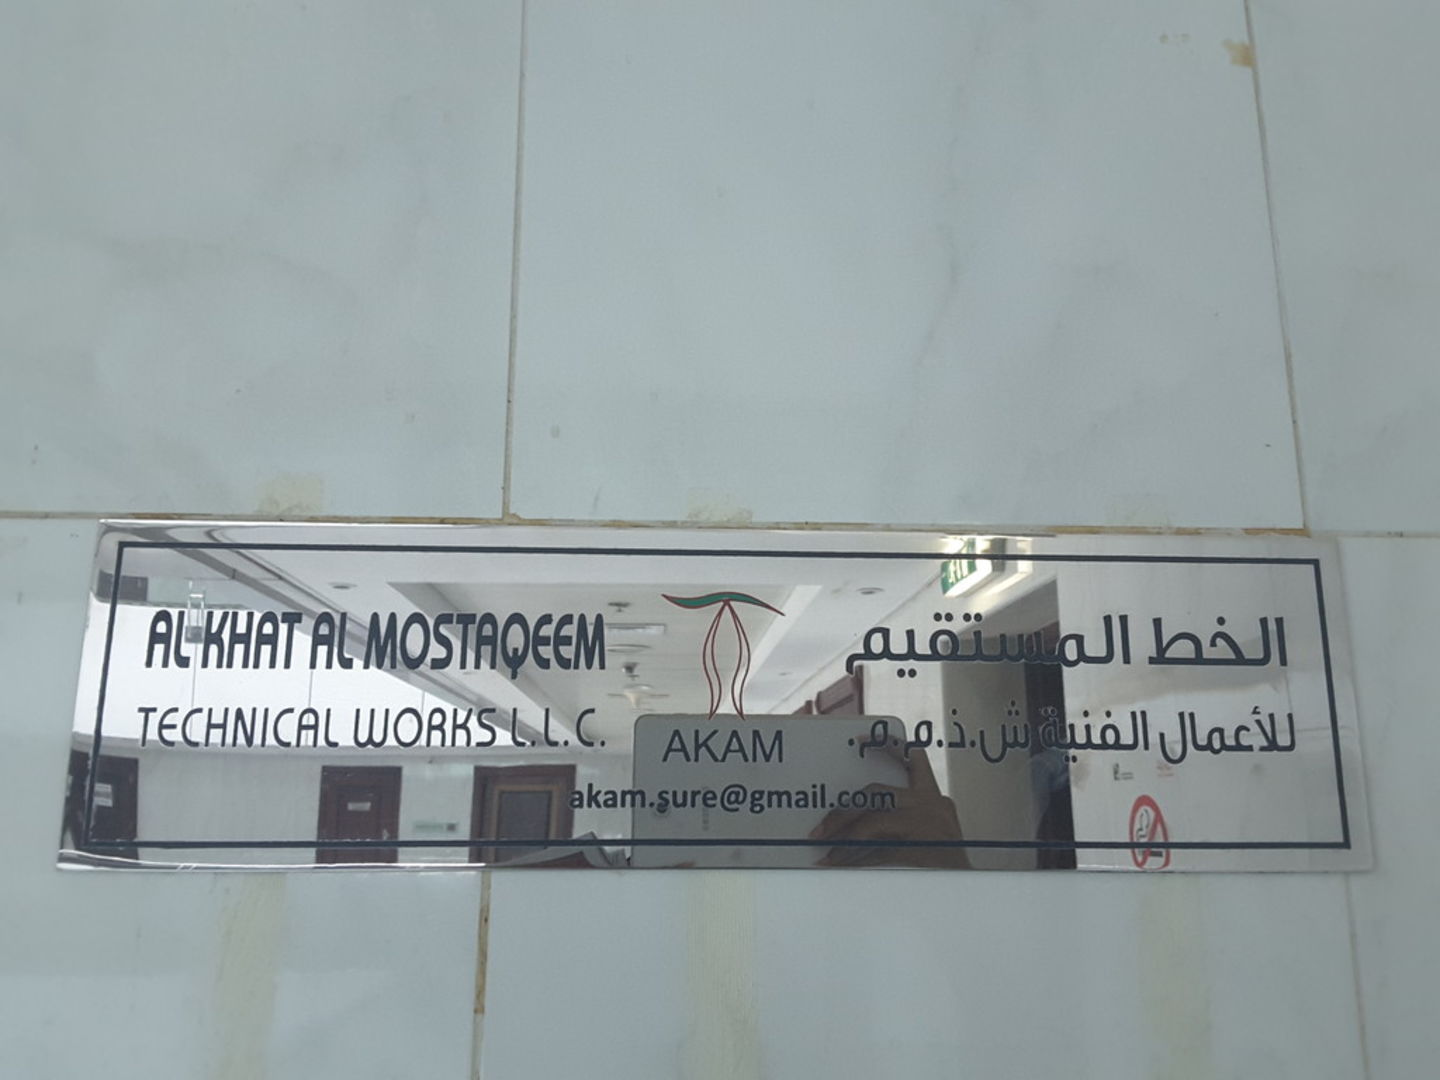 AL KHAT AL MOSTAQEEM
TECHNICAL WORKS L.L.C.
AKAM
akam.sure@gmail.com
الخط المستقيم
للأعمال الفنية ش.ذ.م.م.